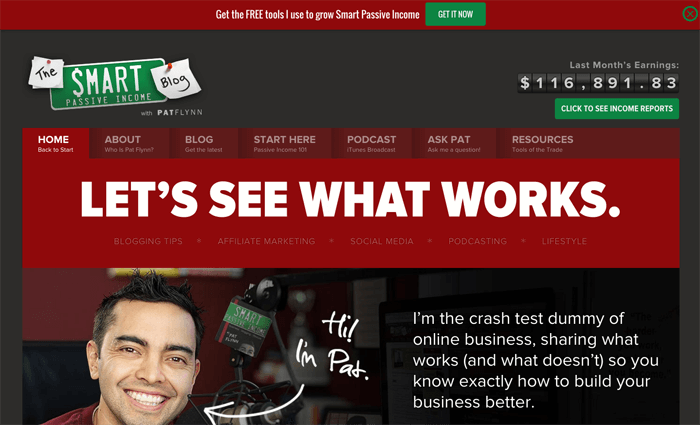 Get the FREE tools I use to grow Smart Passive Income
GET IT NOW
The
$MART
PASSIVE INCOME
Blog
with PATFLYNN
Last Month's Earnings:
$116,891.83
CLICK TO SEE INCOME REPORTS
HOME ABOUT BLOG START HERE PODCAST ASK PAT RESOURCES
Back to Start Who is Pat Flynn? Get the latest Passive Income 101 iTunes Broadcast Ask me a question! Tools of the Trade
LET'S SEE WHAT WORKS.
BLOGGING TIPS AFFILIATE MARKETING SOCIAL MEDIA PODCASTING LIFESTYLE
SMART
PASSIVE INCOME
PAT FLYNN
Hi!
I'm Pat.
I'm the crash test dummy of
online business, sharing what
works (and what doesn't) so you
know exactly how to build your
business better.